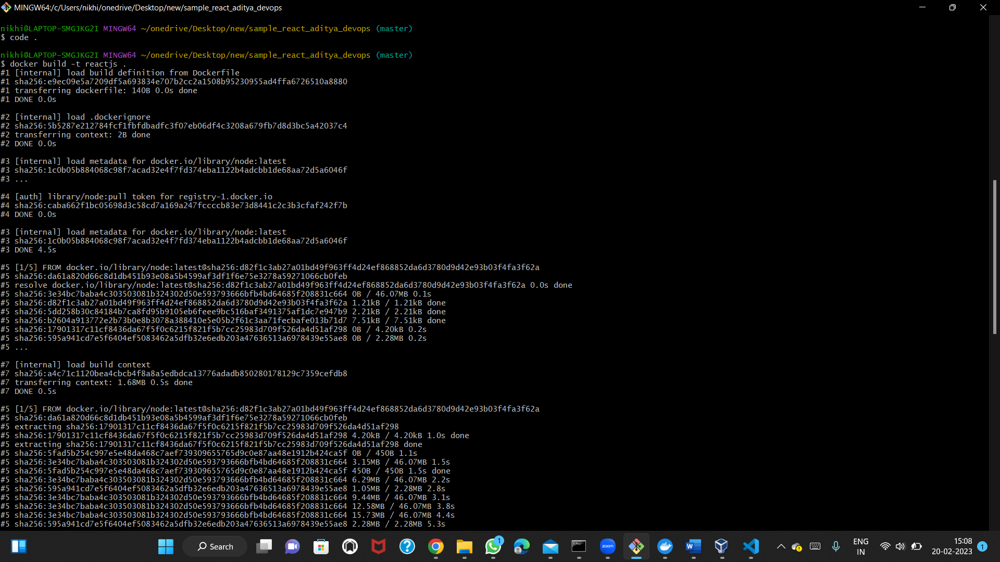 MINGW64:/c/Users/nikhi/onedrive/Desktop/new/sample_react_aditya_devops
nikhi@LAPTOP-SMGJKG2I MINGW64 ~/onedrive/Desktop/new/sample_react_aditya_devops (master)
$ code .
nikhi@LAPTOP-SMGJKG2I MINGW64 ~/onedrive/Desktop/new/sample_react_aditya_devops (master)
$ docker build -t reactjs .
#1 [internal] load build definition from Dockerfile
#1 sha256:e9ec09e5a7209df5a693834e707b2cc2a1508b95230955ad4ffa6726510a8880
#1 transferring dockerfile: 140B 0.0s done
#1 DONE 0.0s
#2 [internal] load .dockerignore
#2 sha256:5b5287e212784fcf1fbfdbadfc3f07eb06df4c3208a679fb7d8d3bc5a42037c4
#2 transferring context: 2B done
#2 DONE 0.0s
#3 [internal] load metadata for docker.io/library/node:latest
#3 sha256:1c0b05b884068c98f7acad32e4f7fd374eba1122b4adcbb1de68aa72d5a6046f
#3 ...
#4 [auth] library/node:pull token for registry-1.docker.io
#4 sha256:caba662f1bc05698d3c58cd7a169a247fccccb83e73d8441c2c3b3cfaf242f7b
#4 DONE 0.0s
#3 [internal] load metadata for docker.io/library/node:latest
#3 sha256:1c0b05b884068c98f7acad32e4f7fd374eba1122b4adcbb1de68aa72d5a6046f
#3 DONE 4.5s
#5 [1/5] FROM docker.io/library/node:latest@sha256:d82f1c3ab27a01bd49f963ff4d24ef868852da6d3780d9d42e93b03f4fa3f62a
#5 sha256:da61a820d66c8d1db451b93e08a5b4599af3df1f6e75e3278a59271066cb0feb
#5 resolve docker.io/library/node:latest@sha256:d82f1c3ab27a01bd49f963ff4d24ef868852da6d3780d9d42e93b03f4fa3f62a 0.0s done
#5 sha256:3e34bc7baba4c303503081b324302d50e593793666bfb4bd64685f208831c664 0B / 46.07MB 0.1s
#5 sha256:d82f1c3ab27a01bd49f963ff4d24ef868852da6d3780d9d42e93b03f4fa3f62a 1.21kB / 1.21kB done
#5 sha256:5dd258b30c84184b7ca8fd95b9105eb6feee9bc516baf3491375af1dc7e947b9 2.21kB / 2.21kB done
#5 sha256:b2604a913772e2b73b0e8b3078a388410e5e05b2f61c3aa71fecbafe013b71d7 7.51kB / 7.51kB done
#5 sha256:17901317c11cf8436da67f5f0c6215f821f5b7cc25983d709f526da4d51af298 0B / 4.20kB 0.2s
#5 sha256:595a941cd7e5f6404ef5083462a5dfb32e6edb203a47636513a6978439e55ae8 0B / 2.28MB 0.2s
#5 ...
#7 [internal] load build context
#7 sha256:a4c71c1120bea4cbcb4f8a8a5edbdca13776adadb850280178129c7359cefdb8
#7 transferring context: 1.68MB 0.5s done
#7 DONE 0.5s
#5 [1/5] FROM docker.io/library/node:latest@sha256:d82f1c3ab27a01bd49f963ff4d24ef868852da6d3780d9d42e93b03f4fa3f62a
#5 sha256:da61a820d66c8d1db451b93e08a5b4599af3df1f6e75e3278a59271066cb0feb
#5 extracting sha256:17901317c11cf8436da67f5f0c6215f821f5b7cc25983d709f526da4d51af298
#5 sha256:17901317c11cf8436da67f5f0c6215f821f5b7cc25983d709f526da4d51af298 4.20kB / 4.20kB 1.0s done
#5 extracting sha256:17901317c11cf8436da67f5f0c6215f821f5b7cc25983d709f526da4d51af298 done
#5 sha256:5fad5b254c997e5e48da468c7aef739309655765d9c0e87aa48e1912b424ca5f 0B / 450B 1.1s
#5 sha256:3e34bc7baba4c303503081b324302d50e593793666bfb4bd64685f208831c664 3.15MB / 46.07MB 1.5s
#5 sha256:5fad5b254c997e5e48da468c7aef739309655765d9c0e87aa48e1912b424ca5f 450B / 450B 1.5s done
#5 sha256:3e34bc7baba4c303503081b324302d50e593793666bfb4bd64685f208831c664 6.29MB / 46.07MB 2.2s
#5 sha256:595a941cd7e5f6404ef5083462a5dfb32e6edb203a47636513a6978439e55ae8 1.05MB / 2.28MB 2.8s
#5 sha256:3e34bc7baba4c303503081b324302d50e593793666bfb4bd64685f208831c664 9.44MB / 46.07MB 3.1s
#5 sha256:3e34bc7baba4c303503081b324302d50e593793666bfb4bd64685f208831c664 12.58MB / 46.07MB 3.8s
#5 sha256:3e34bc7baba4c303503081b324302d50e593793666bfb4bd64685f208831c664 15.73MB / 46.07MB 4.4s
#5 sha256:595a941cd7e5f6404ef5083462a5dfb32e6edb203a47636513a6978439e55ae8 2.28MB / 2.28MB 5.3s
Search
1
zoom
W
ENG
IN
15:08
20-02-2023
1